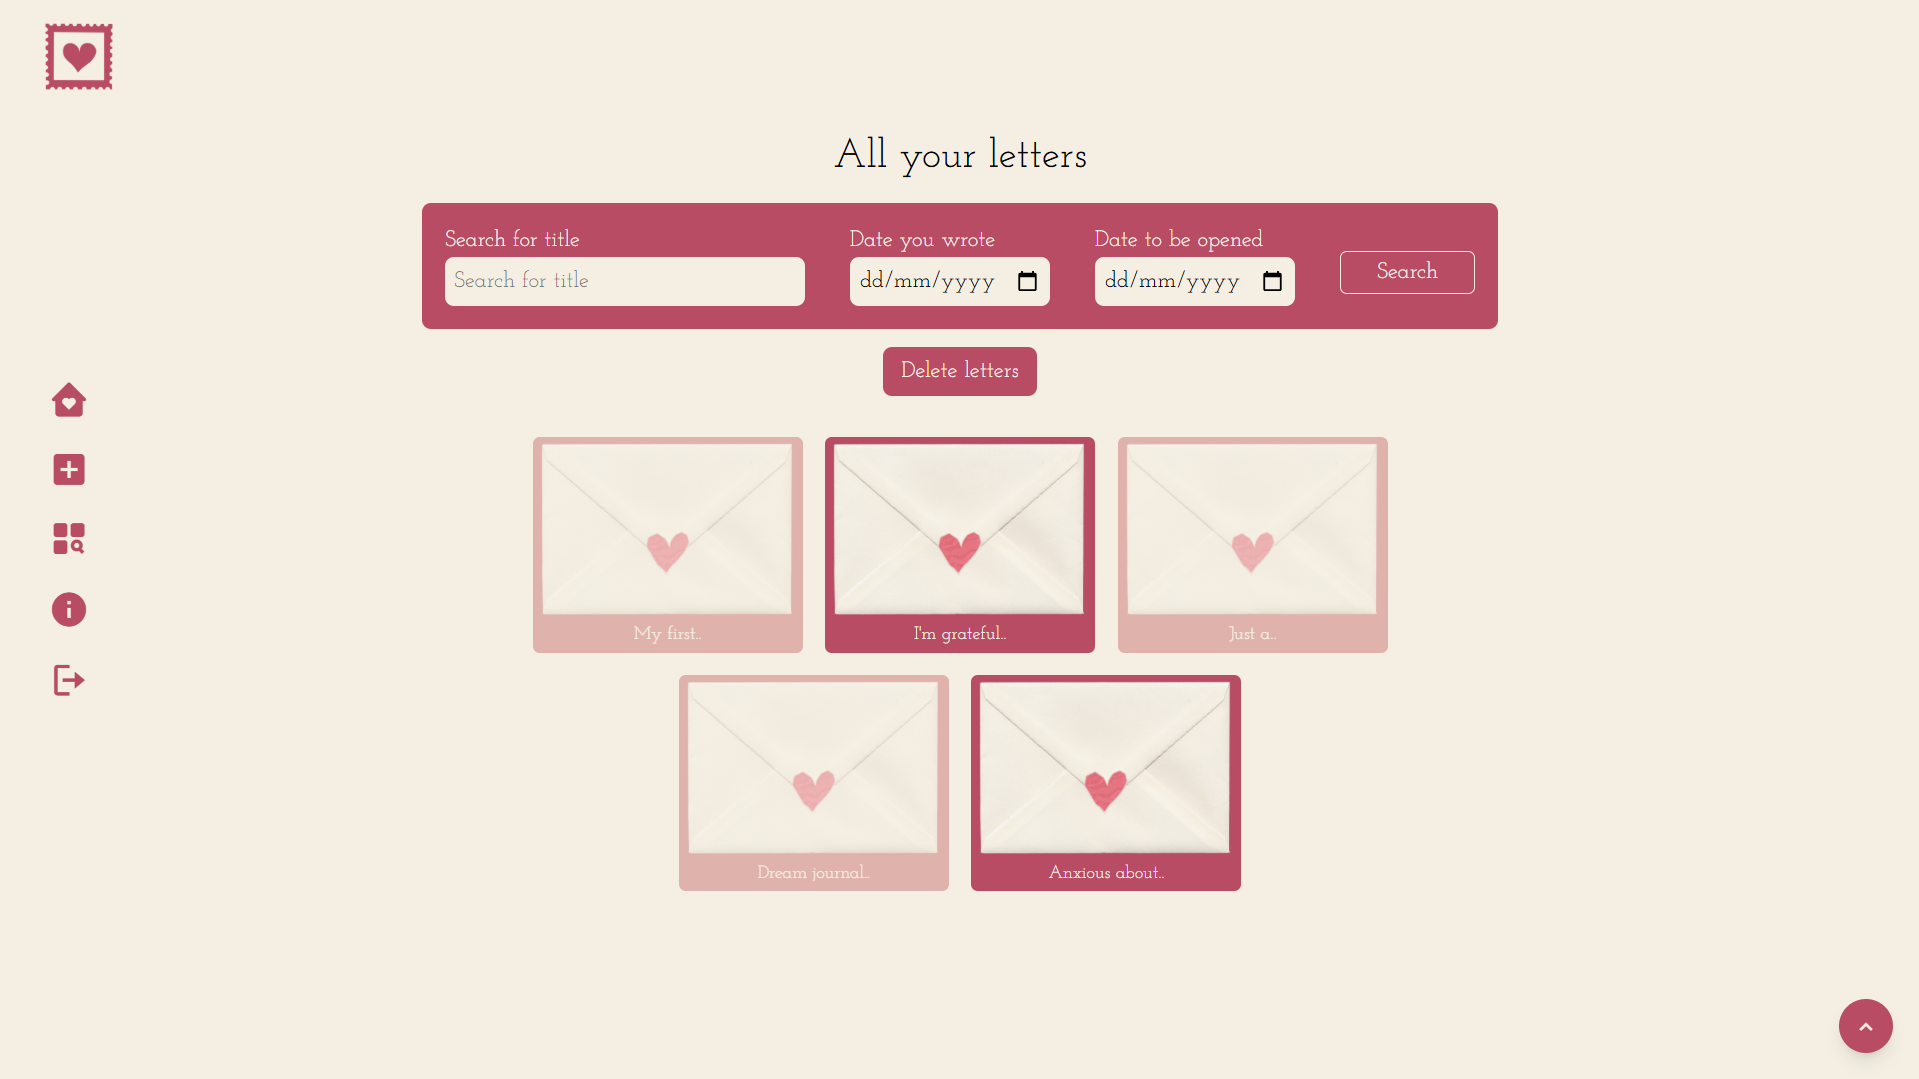 All your letters
Search for title
Date you wrote
Date to be opened
Search for title
dd/mm/yyyy
dd/mm/yyyy
Search
Delete letters
My first..
I'm grateful..
Just a..
Dream journal..
Anxious about..